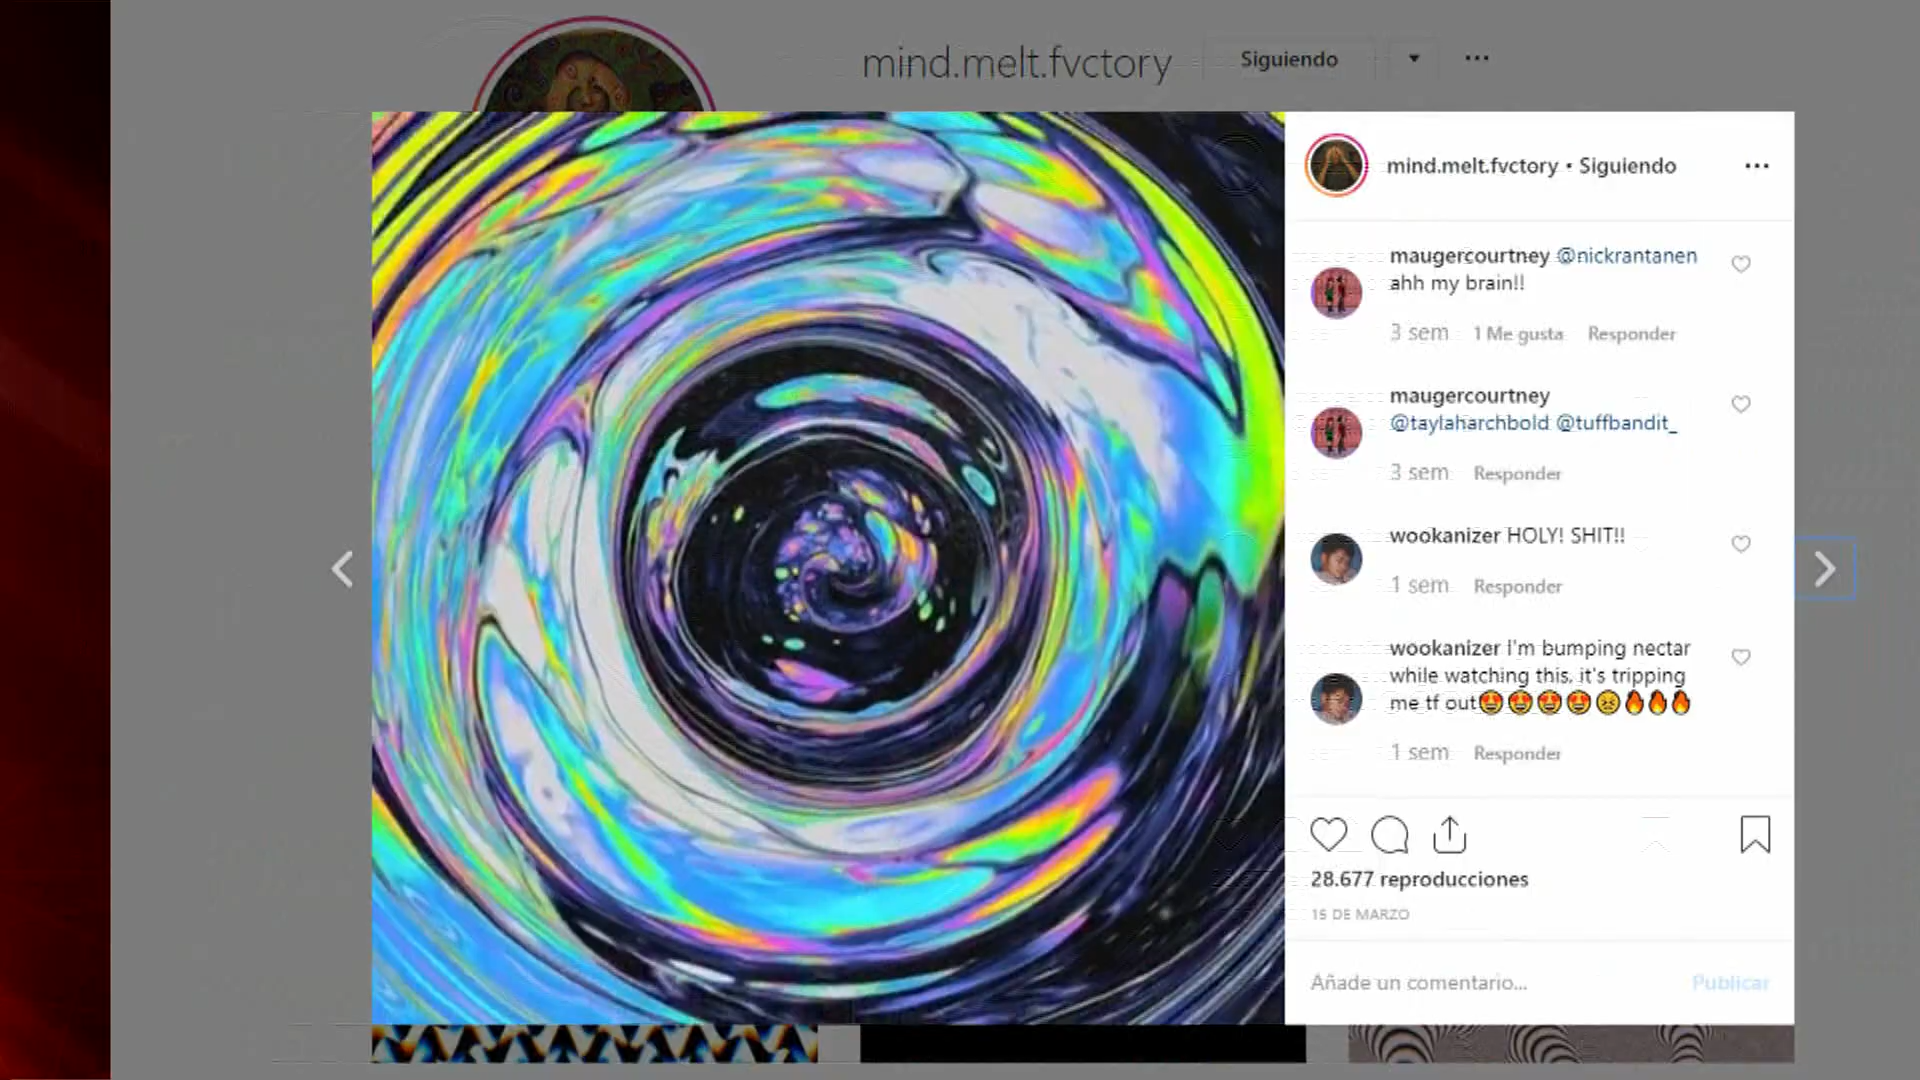 mind.melt.fvctory Siguiendo
mind.melt.fvctory • Siguiendo
maugercourtney @nickrantanen
ahh my brain!!
3 sem 1 Me gusta Responder
maugercourtney
@taylaharchbold @tuffbandit_
3 sem Responder
wookanizer HOLY! SHIT!!
1 sem Responder
wookanizer I'm bumping nectar
while watching this, it's tripping
me tf out😍😍😍😍😣🔥🔥🔥
1 sem Responder
28.677 reproducciones
15 DE MARZO
Añade un comentario... Publicar